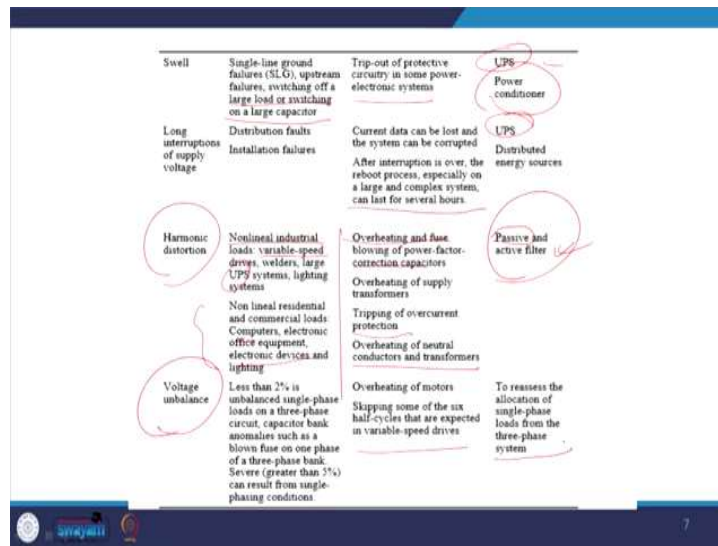 Swell
Single-line ground
failures (SLG), upstream
failures, switching off a
large load or switching
on a large capacitor
Trip-out of protective
circuitry in some power-
electronic systems
UPS
Power
conditioner
Long
interruptions
of supply
voltage
Distribution faults
Installation failures
Current data can be lost and
the system can be corrupted
After interruption is over, the
reboot process, especially on
a large and complex system,
can last for several hours.
UPS
Distributed
energy sources
Harmonic
distortion
Nonlineal industrial
loads: variable-speed
drives, welders, large
UPS systems, lighting
systems
Non lineal residential
and commercial loads:
Computers, electronic
office equipment,
electronic devices and
lighting
Overheating and fuse
blowing of power-factor-
correction capacitors
Overheating of supply
transformers
Tripping of overcurrent
protection
Overheating of neutral
conductors and transformers
Passive and
active filter
Voltage
unbalance
Less than 2% is
unbalanced single-phase
loads on a three-phase
circuit, capacitor bank
anomalies such as a
blown fuse on one phase
of a three-phase bank.
Severe (greater than 5%)
can result from single-
phasing conditions.
Overheating of motors
Skipping some of the six
half-cycles that are expected
in variable-speed drives
To reassess the
allocation of
single-phase
loads from the
three-phase
system
swayam
7